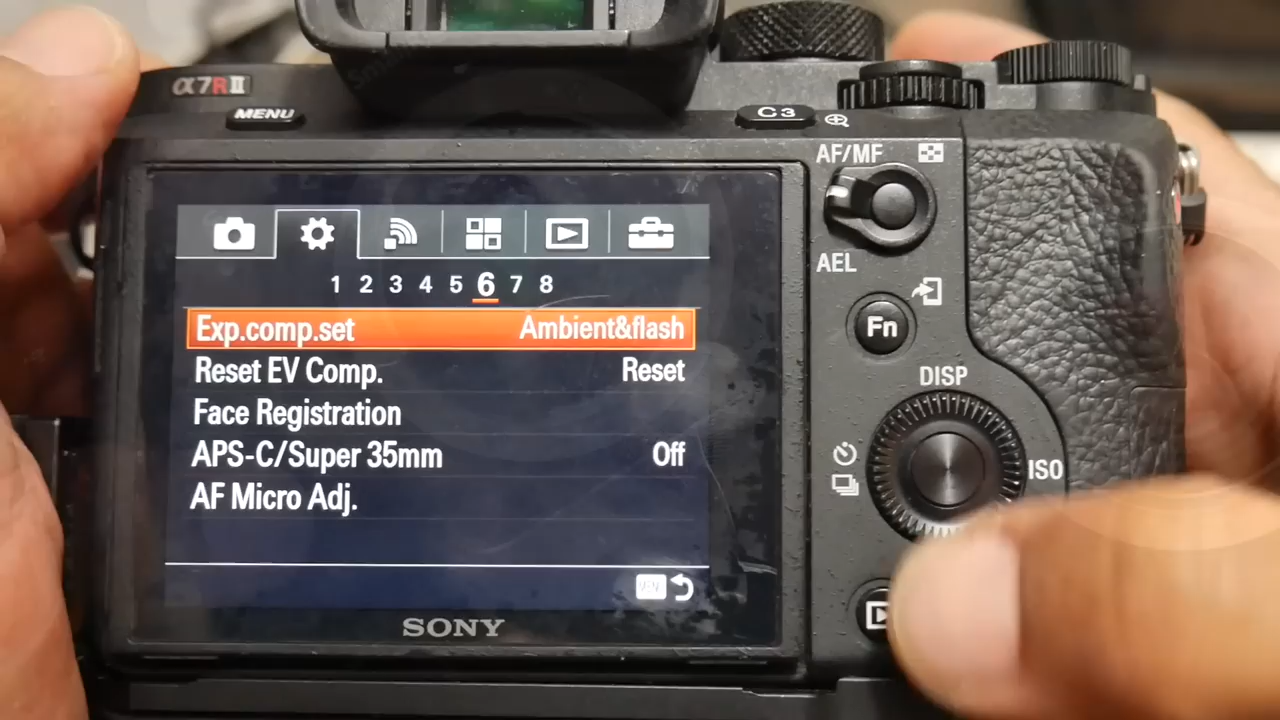 α7RII
MENU
C3
AF/MF
AEL
Fn
DISP
ISO
1 2 3 4 5 6 7 8
Exp.comp.set Ambient&flash
Reset EV Comp. Reset
Face Registration
APS-C/Super 35mm Off
AF Micro Adj.
SONY